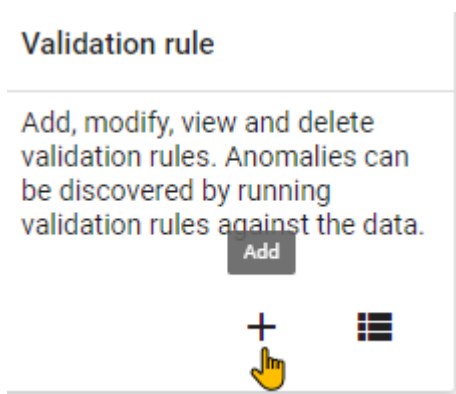 Validation rule
Add, modify, view and delete
validation rules. Anomalies can
be discovered by running
validation rules against the data.
Add